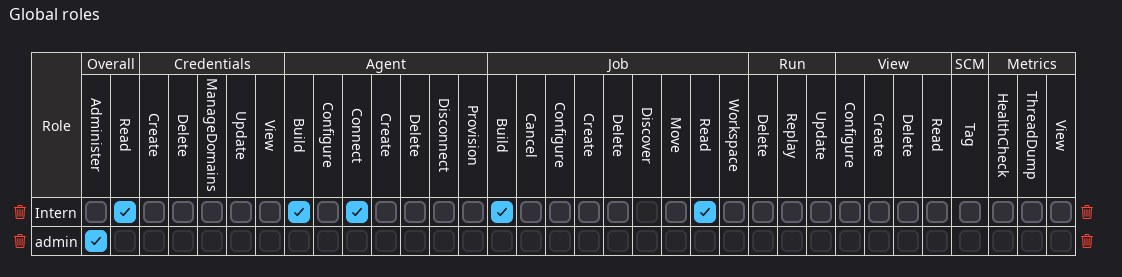 Global roles
Role Overall Credentials Agent Job Run View SCM Metrics
Administer Read Create Delete ManageDomains Update View Build Configure Connect Create Delete Disconnect Provision Build Cancel Configure Create Delete Discover Move Read Workspace Delete Replay Update Configure Create Delete Read Tag HealthCheck ThreadDump View
Intern
admin